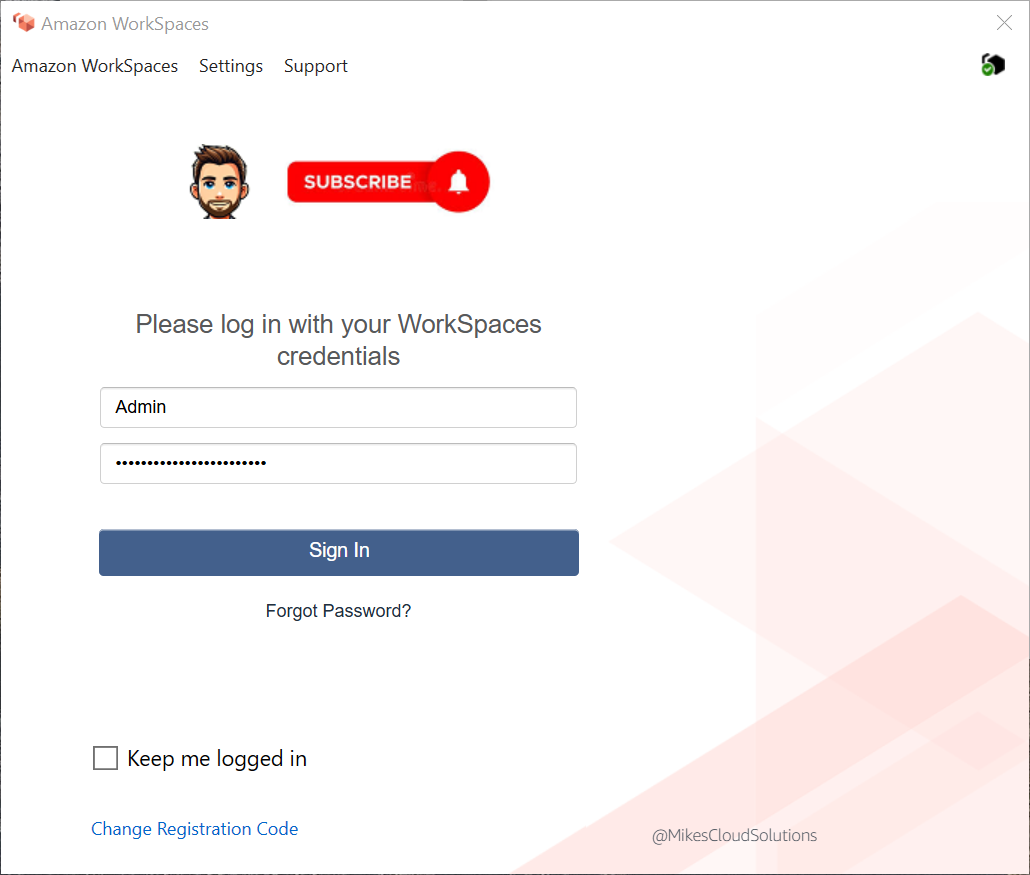 Amazon WorkSpaces
Amazon WorkSpaces Settings Support
SUBSCRIBE
Please log in with your WorkSpaces
credentials
Admin
Sign In
Forgot Password?
Keep me logged in
Change Registration Code
@MikesCloudSolutions